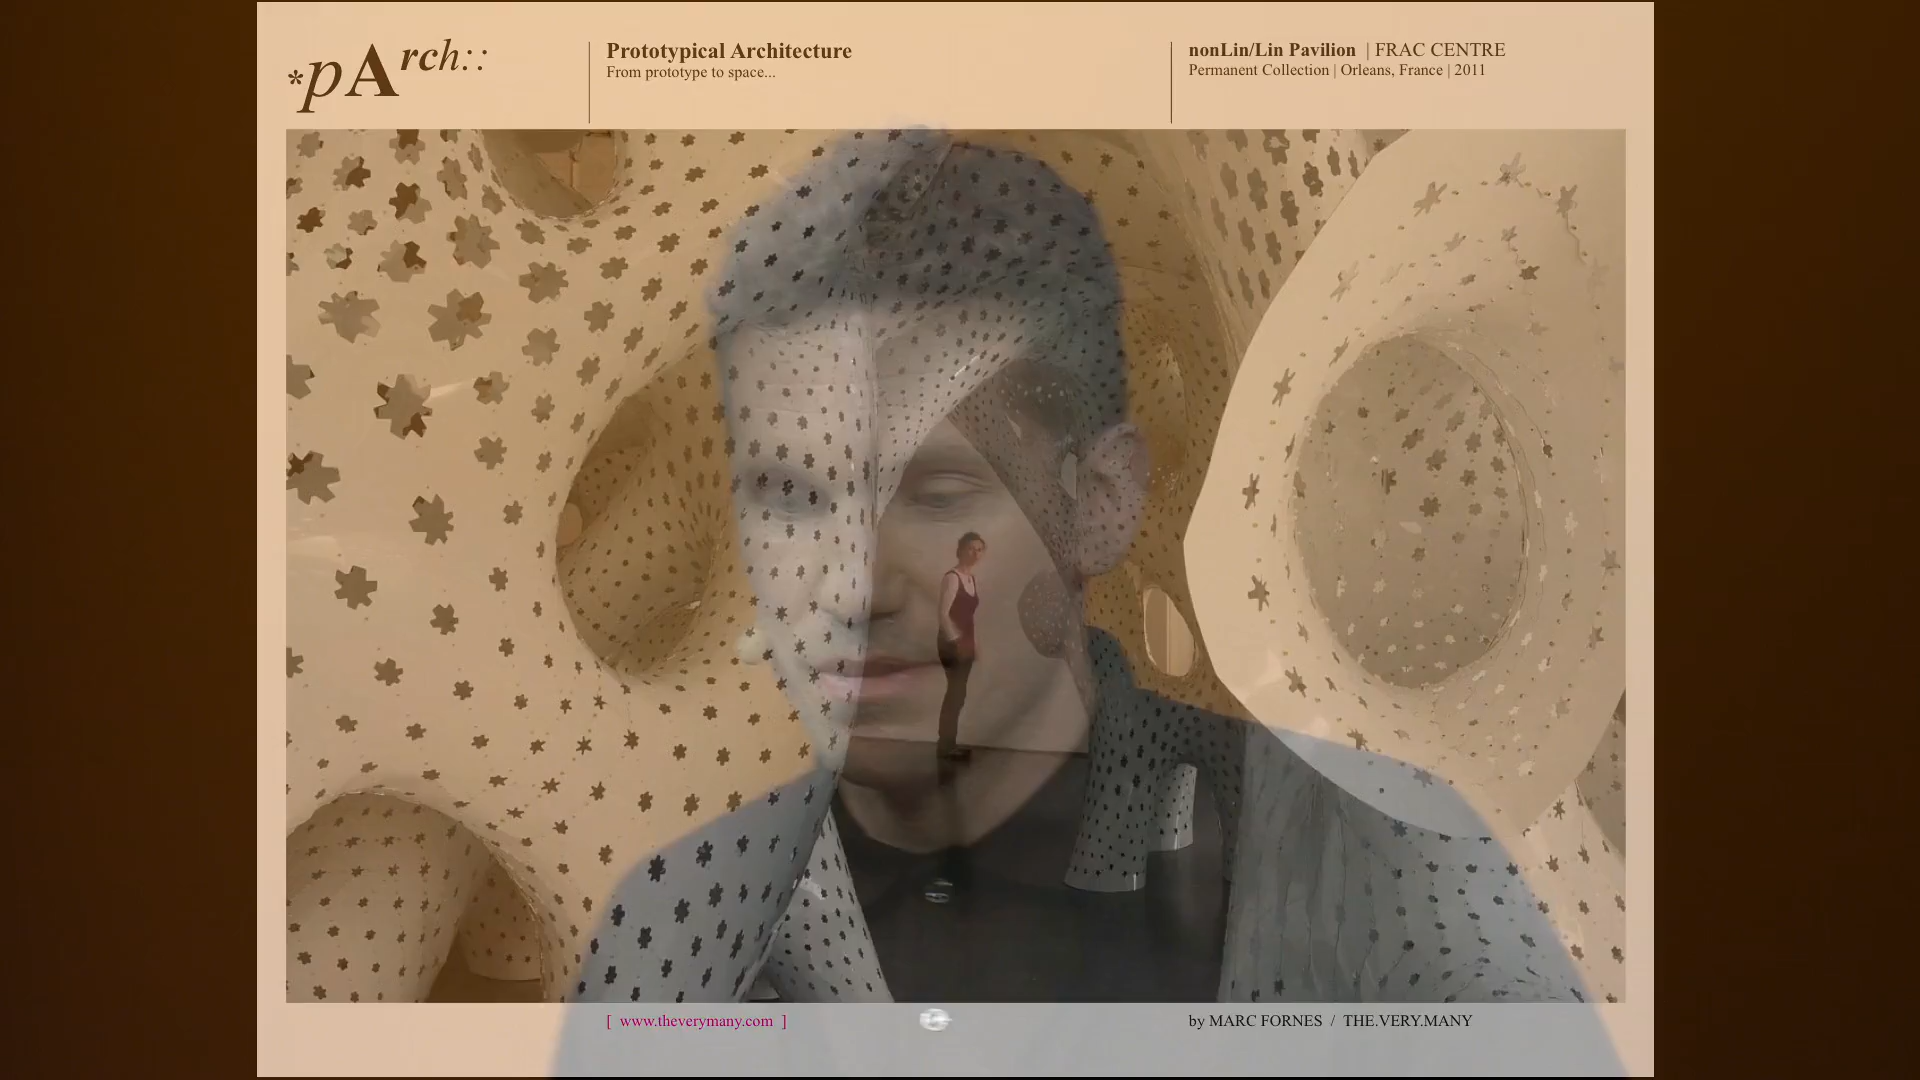 *pArch::
Prototypical Architecture
From prototype to space...
nonLin/Lin Pavilion | FRAC CENTRE
Permanent Collection | Orleans, France | 2011
[ www.theverymany.com ]
by MARC FORNES / THE.VERY.MANY